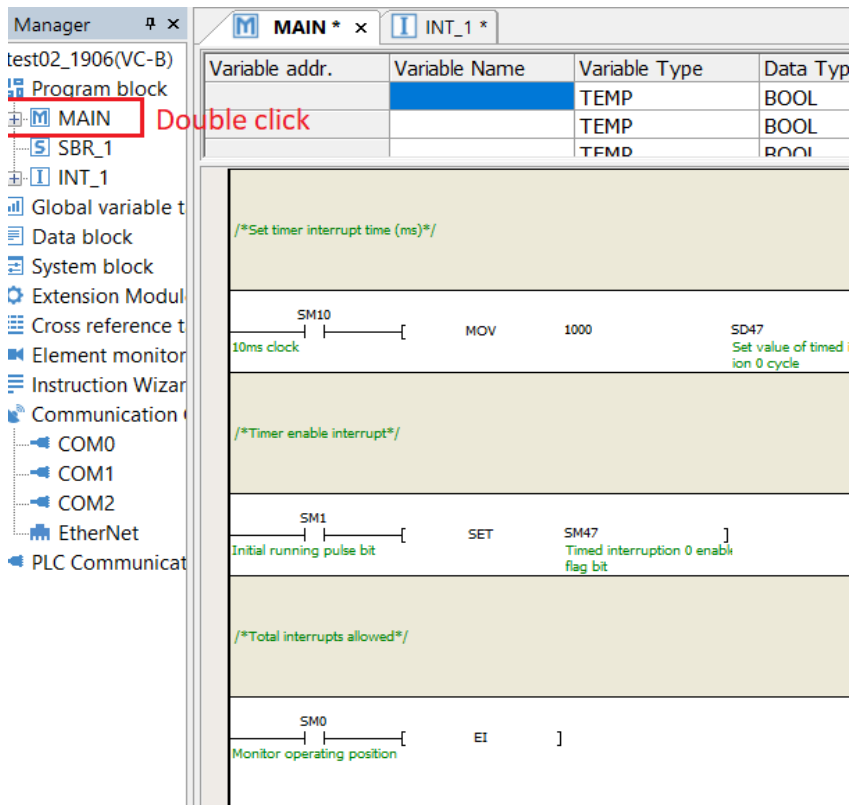 Manager
MAIN *
INT_1 *
test02_1906(VC-B)
Program block
MAIN
Double click
SBR_1
INT_1
Global variable t
Data block
System block
Extension Modul
Cross reference t
Element monitor
Instruction Wizar
Communication
COM0
COM1
COM2
EtherNet
PLC Communicat
Variable addr. Variable Name Variable Type Data Typ
TEMP BOOL
TEMP BOOL
TEMP BOOL
/*Set timer interrupt time (ms)*/
SM10
[ MOV 1000 SD47
10ms clock
Set value of timed
ion 0 cycle
/*Timer enable interrupt*/
SM1
[ SET SM47 ]
Initial running pulse bit
Timed interruption 0 enable
flag bit
/*Total interrupts allowed*/
SM0
[ EI ]
Monitor operating position